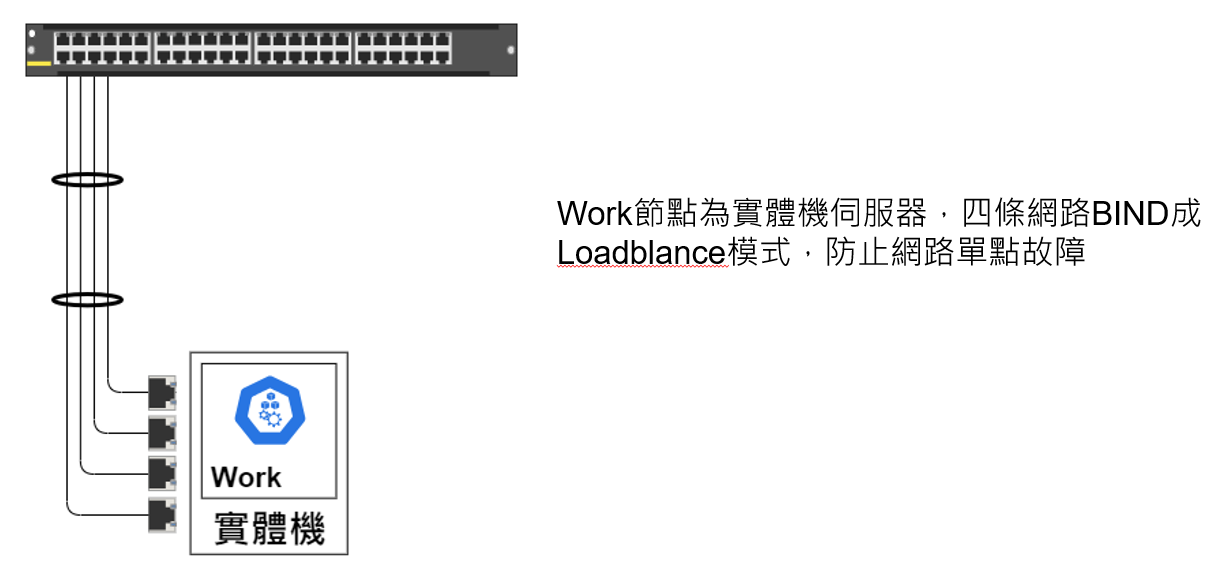 Work節點為實體機伺服器，四條網路BIND成
Loadblance模式，防止網路單點故障
Work
實體機